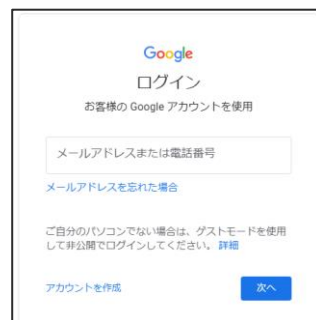 Google
ログイン
お客様の Google アカウントを使用
メールアドレスまたは電話番号
メールアドレスを忘れた場合
ご自分のパソコンでない場合は、ゲストモードを使用
して非公開でログインしてください。 詳細
アカウントを作成
次へ